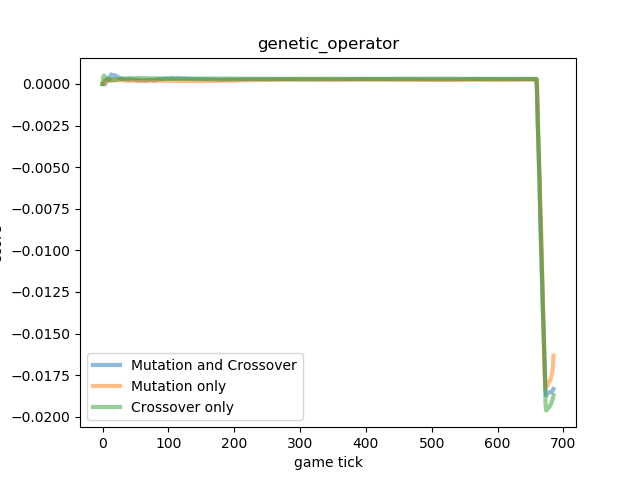 genetic_operator
0.0000
−0.0025
−0.0050
−0.0075
−0.0100
−0.0125
−0.0150
−0.0175
−0.0200
Mutation and Crossover
Mutation only
Crossover only
0 100 200 300 400 500 600 700
game tick